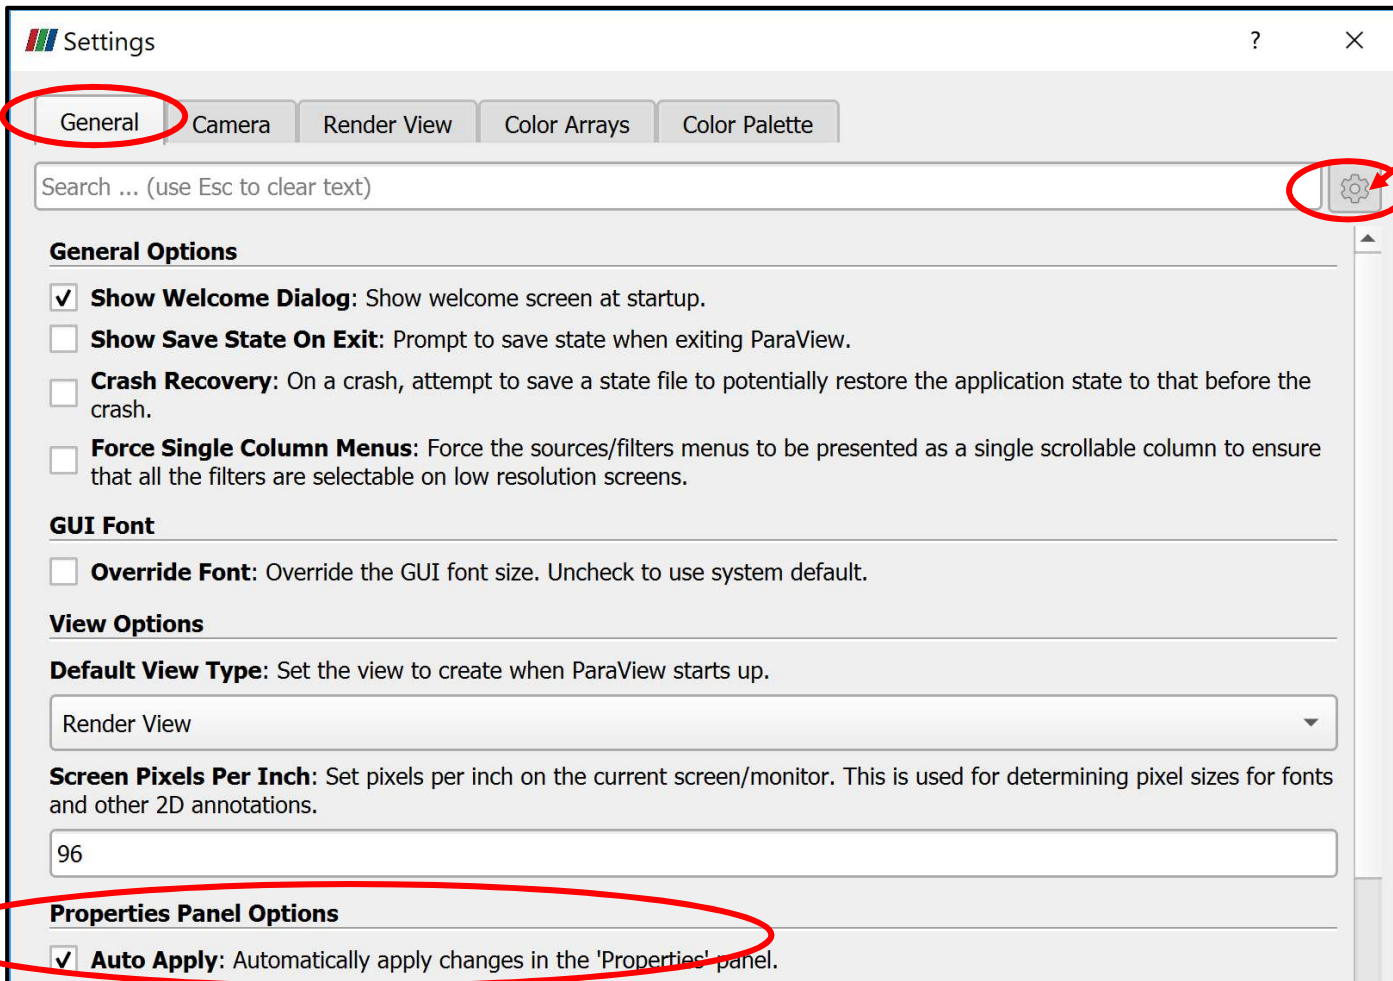 Settings
?
General
Camera
Render View
Color Arrays
Color Palette
Search ... (use Esc to clear text)
General Options
Show Welcome Dialog: Show welcome screen at startup.
Show Save State On Exit: Prompt to save state when exiting ParaView.
Crash Recovery: On a crash, attempt to save a state file to potentially restore the application state to that before the
crash.
Force Single Column Menus: Force the sources/filters menus to be presented as a single scrollable column to ensure
that all the filters are selectable on low resolution screens.
GUI Font
Override Font: Override the GUI font size. Uncheck to use system default.
View Options
Default View Type: Set the view to create when ParaView starts up.
Render View
Screen Pixels Per Inch: Set pixels per inch on the current screen/monitor. This is used for determining pixel sizes for fonts
and other 2D annotations.
96
Properties Panel Options
Auto Apply: Automatically apply changes in the 'Properties' panel.